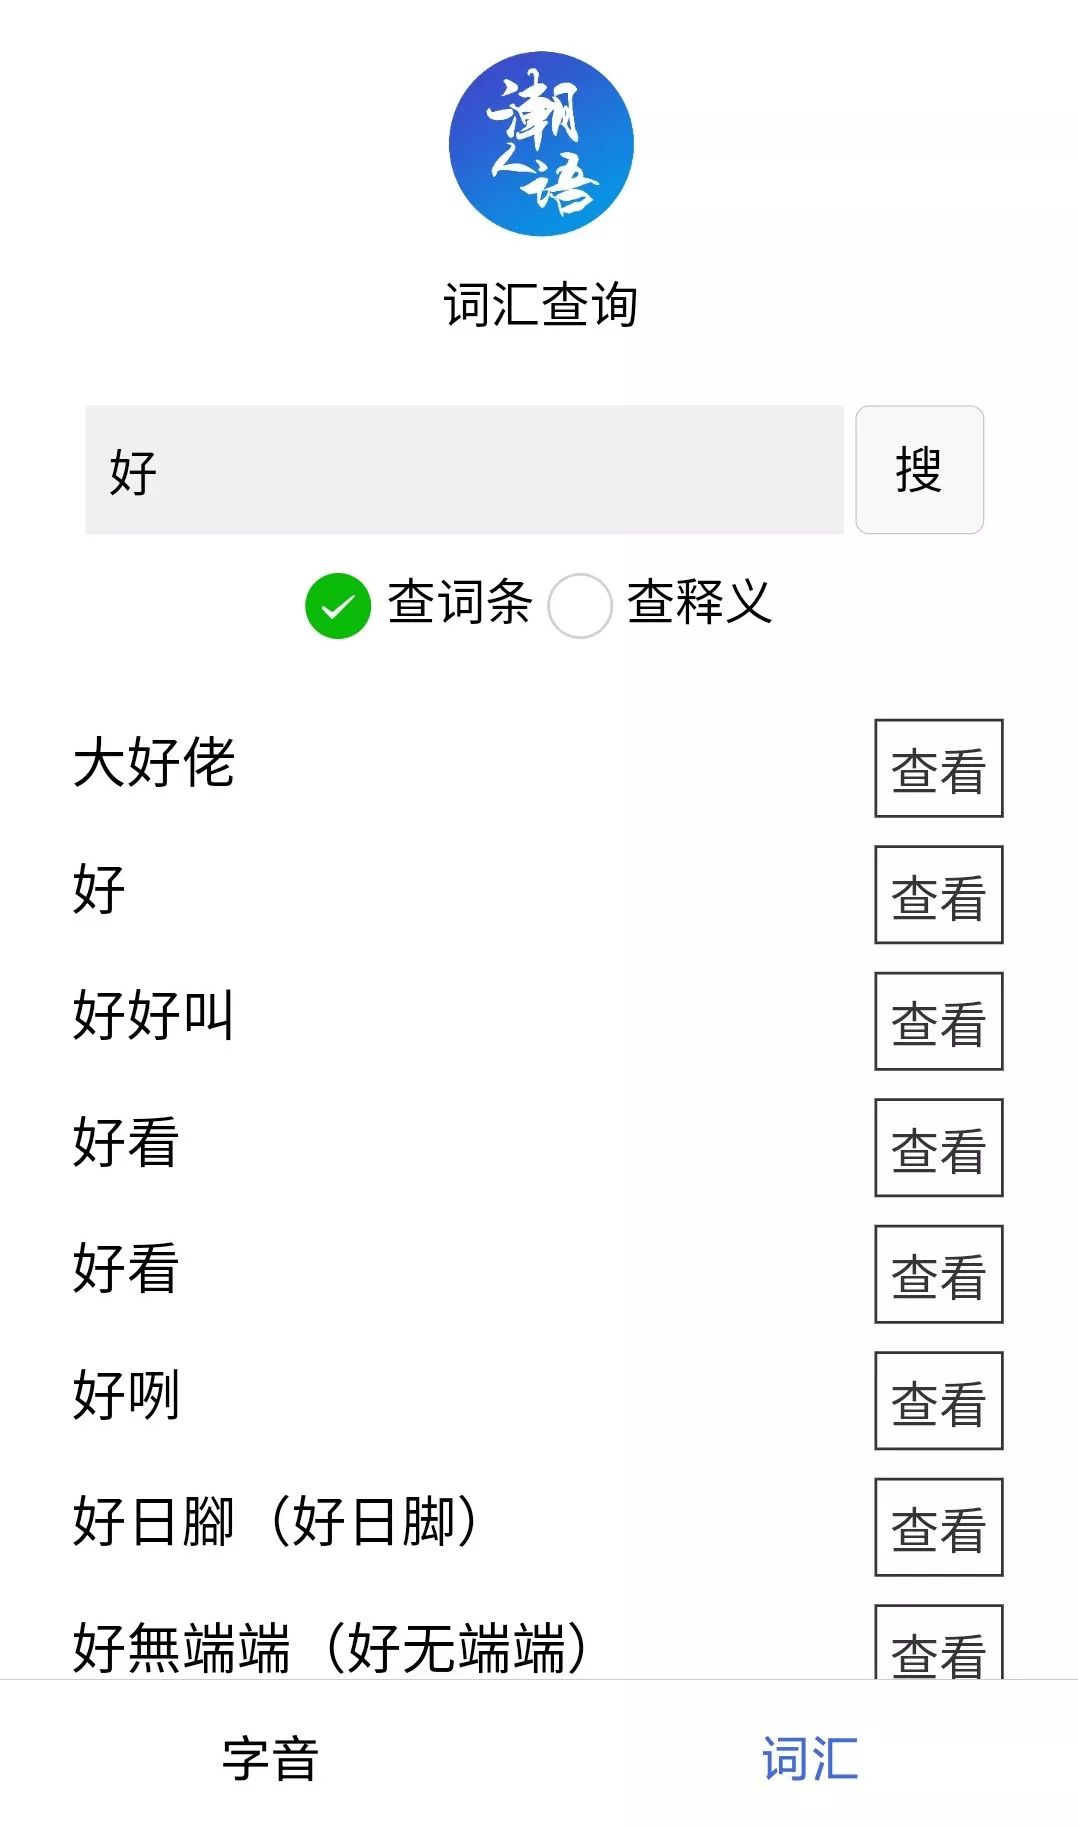 潮
人语
词汇查询
好 搜
查词条 查释义
大好佬 查看
好 查看
好好叫 查看
好看 查看
好看 查看
好咧 查看
好日腳（好日脚） 查看
好無端端（好无端端） 查看
字音 词汇